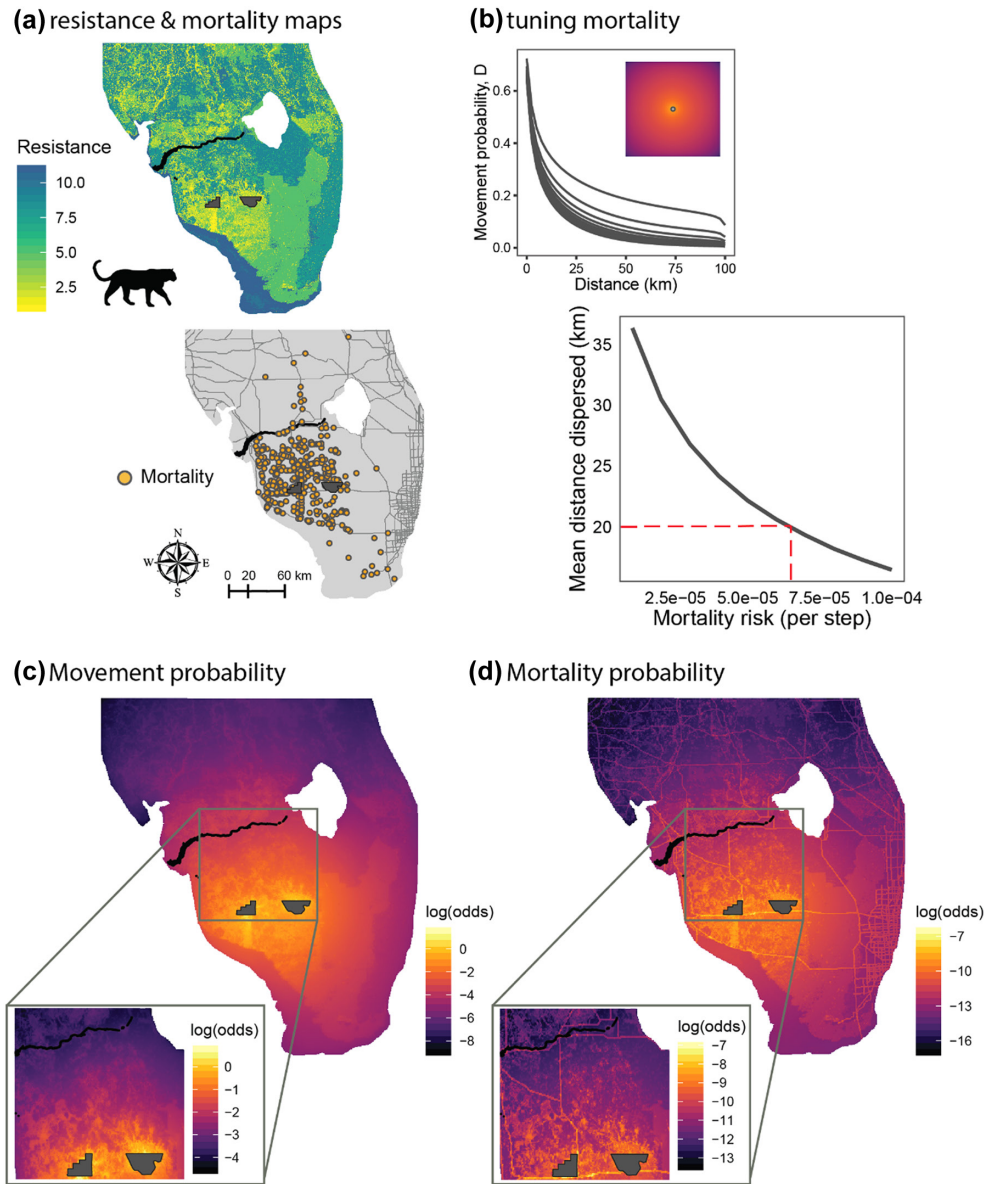 (a) resistance & mortality maps
Resistance
10.0
7.5
5.0
2.5
Mortality
N
W E
S
0 20 60 km
(b) tuning mortality
Movement probability, D
0.6
0.4
0.2
0.0
0 25 50 75 100
Distance (km)
Mean distance dispersed (km)
35
30
25
20
2.5e-05 5.0e-05 7.5e-05 1.0e-04
Mortality risk (per step)
(c) Movement probability
log(odds)
0
−2
−4
−6
−8
log(odds)
0
−1
−2
−3
−4
(d) Mortality probability
log(odds)
−7
−10
−13
−16
log(odds)
−7
−8
−9
−10
−11
−12
−13